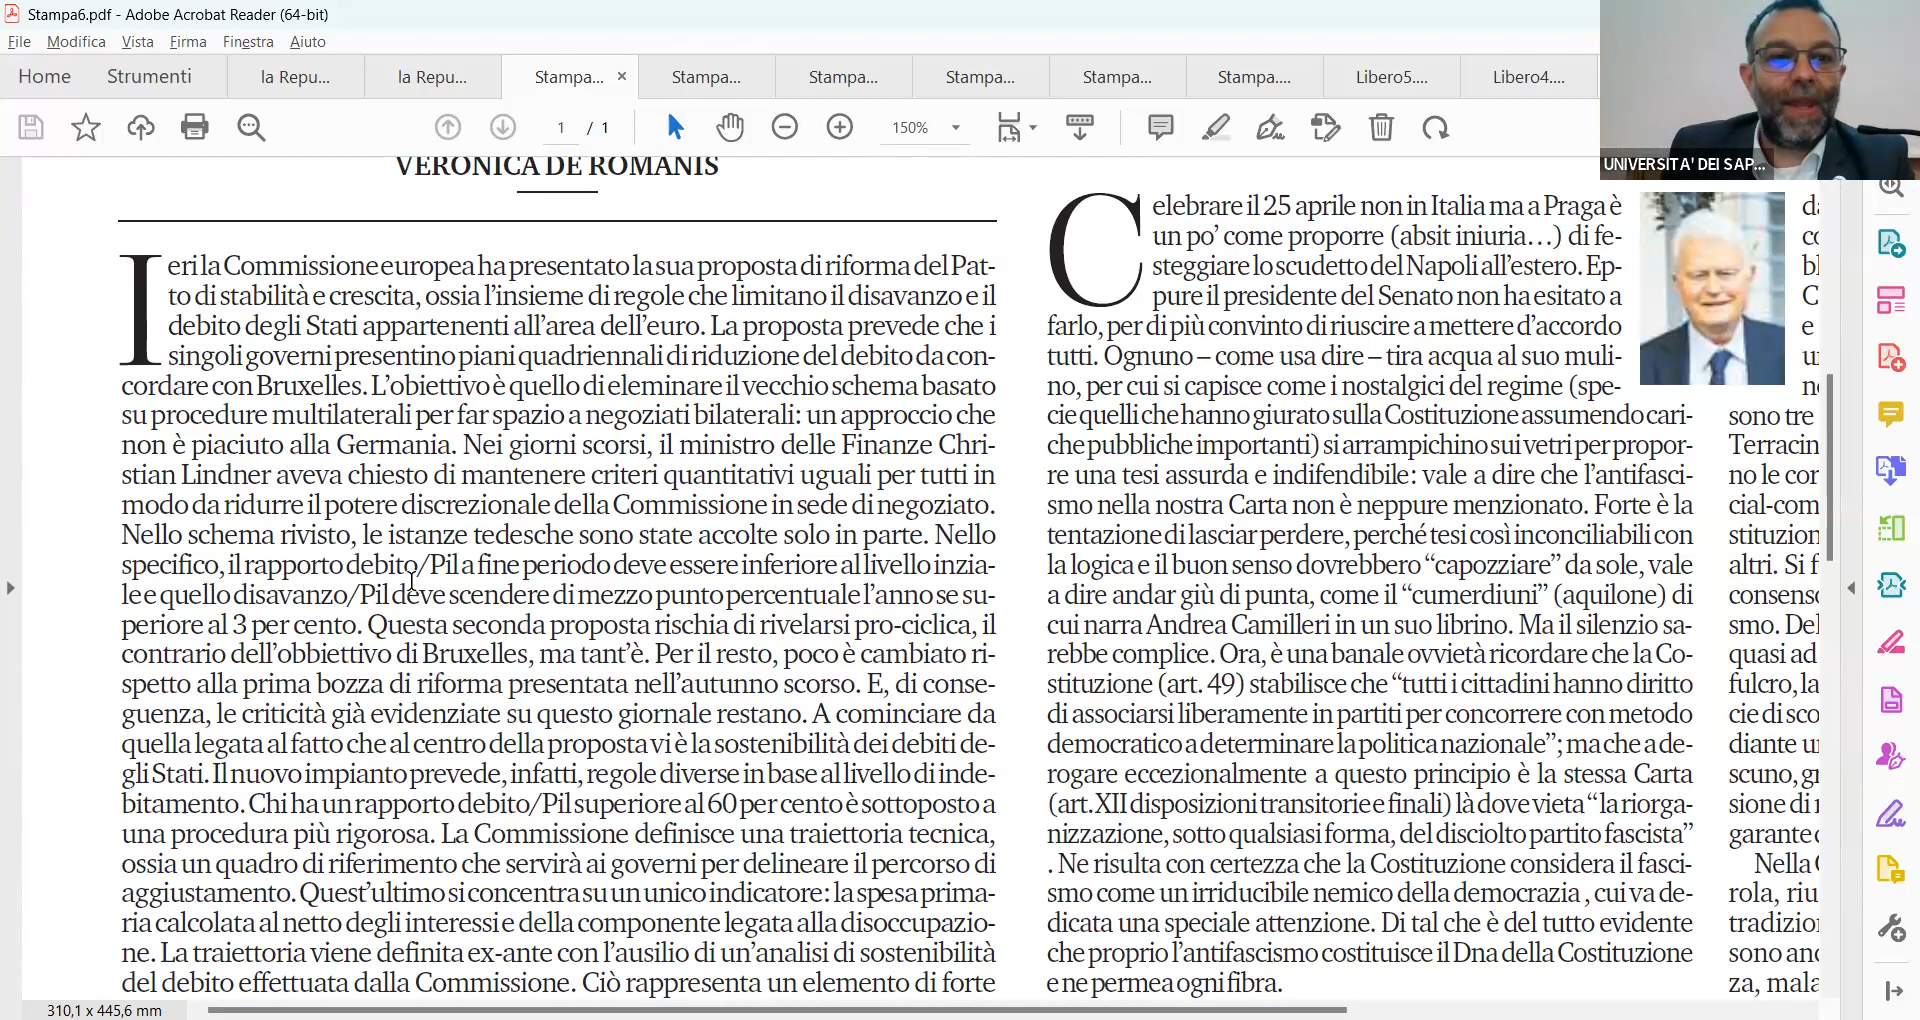 Stampa6.pdf - Adobe Acrobat Reader (64-bit)
File Modifica Vista Firma Finestra Aiuto
Home Strumenti la Repu... la Repu... Stampa... × Stampa... Stampa... Stampa... Stampa... Stampa.... Libero5.... Libero4....
1 / 1 150%
UNIVERSITA' DEI SAP...
VERONICA DE ROMANIS
Ieri la Commissione europea ha presentato la sua proposta di riforma del Pat-
to di stabilità e crescita, ossia l’insieme di regole che limitano il disavanzo e il
debito degli Stati appartenenti all’area dell’euro. La proposta prevede che i
singoli governi presentino piani quadriennali di riduzione del debito da con-
cordare con Bruxelles. L’obiettivo è quello di eleminare il vecchio schema basato
su procedure multilaterali per far spazio a negoziati bilaterali: un approccio che
non è piaciuto alla Germania. Nei giorni scorsi, il ministro delle Finanze Chri-
stian Lindner aveva chiesto di mantenere criteri quantitativi uguali per tutti in
modo da ridurre il potere discrezionale della Commissione in sede di negoziato.
Nello schema rivisto, le istanze tedesche sono state accolte solo in parte. Nello
specifico, il rapporto debito/Pil a fine periodo deve essere inferiore al livello inzia-
le e quello disavanzo/Pil deve scendere di mezzo punto percentuale l’anno se su-
periore al 3 per cento. Questa seconda proposta rischia di rivelarsi pro-ciclica, il
contrario dell’obbiettivo di Bruxelles, ma tant’è. Per il resto, poco è cambiato ri-
spetto alla prima bozza di riforma presentata nell’autunno scorso. E, di conse-
guenza, le criticità già evidenziate su questo giornale restano. A cominciare da
quella legata al fatto che al centro della proposta vi è la sostenibilità dei debiti de-
gli Stati. Il nuovo impianto prevede, infatti, regole diverse in base al livello di inde-
bitamento. Chi ha un rapporto debito/Pil superiore al 60 per cento è sottoposto a
una procedura più rigorosa. La Commissione definisce una traiettoria tecnica,
ossia un quadro di riferimento che servirà ai governi per delineare il percorso di
aggiustamento. Quest’ultimo si concentra su un unico indicatore: la spesa prima-
ria calcolata al netto degli interessi e della componente legata alla disoccupazio-
ne. La traiettoria viene definita ex-ante con l’ausilio di un’analisi di sostenibilità
del debito effettuata dalla Commissione. Ciò rappresenta un elemento di forte
Celebrare il 25 aprile non in Italia ma a Praga è
un po’ come proporre (absit iniuria…) di fe-
steggiare lo scudetto del Napoli all’estero. Ep-
pure il presidente del Senato non ha esitato a
farlo, per di più convinto di riuscire a mettere d’accordo
tutti. Ognuno – come usa dire – tira acqua al suo muli-
no, per cui si capisce come i nostalgici del regime (spe-
cie quelli che hanno giurato sulla Costituzione assumendo cari-
che pubbliche importanti) si arrampichino sui vetri per propor-
re una tesi assurda e indifendibile: vale a dire che l’antifasci-
smo nella nostra Carta non è neppure menzionato. Forte è la
tentazione di lasciar perdere, perché tesi così inconciliabili con
la logica e il buon senso dovrebbero “capozziare” da sole, vale
a dire andar giù di punta, come il “cumerdiuni” (aquilone) di
cui narra Andrea Camilleri in un suo librino. Ma il silenzio sa-
rebbe complice. Ora, è una banale ovvietà ricordare che la Co-
stituzione (art. 49) stabilisce che “tutti i cittadini hanno diritto
di associarsi liberamente in partiti per concorrere con metodo
democratico a determinare la politica nazionale”; ma che a de-
rogare eccezionalmente a questo principio è la stessa Carta
(art. XII disposizioni transitorie e finali) là dove vieta “la riorga-
nizzazione, sotto qualsiasi forma, del disciolto partito fascista”
. Ne risulta con certezza che la Costituzione considera il fasci-
smo come un irriducibile nemico della democrazia , cui va de-
dicata una speciale attenzione. Di tal che è del tutto evidente
che proprio l’antifascismo costituisce il Dna della Costituzione
e ne permea ogni fibra.
sono tre
Terracin
no le cor
cial-com
stituzion
altri. Si f
consenso
smo. Del
quasi ad
fulcro, la
cie di sco
diante u
scuno, gr
sione di
garante
Nella
rola, riu
tradizion
sono anc
za, mala
310,1 x 445,6 mm